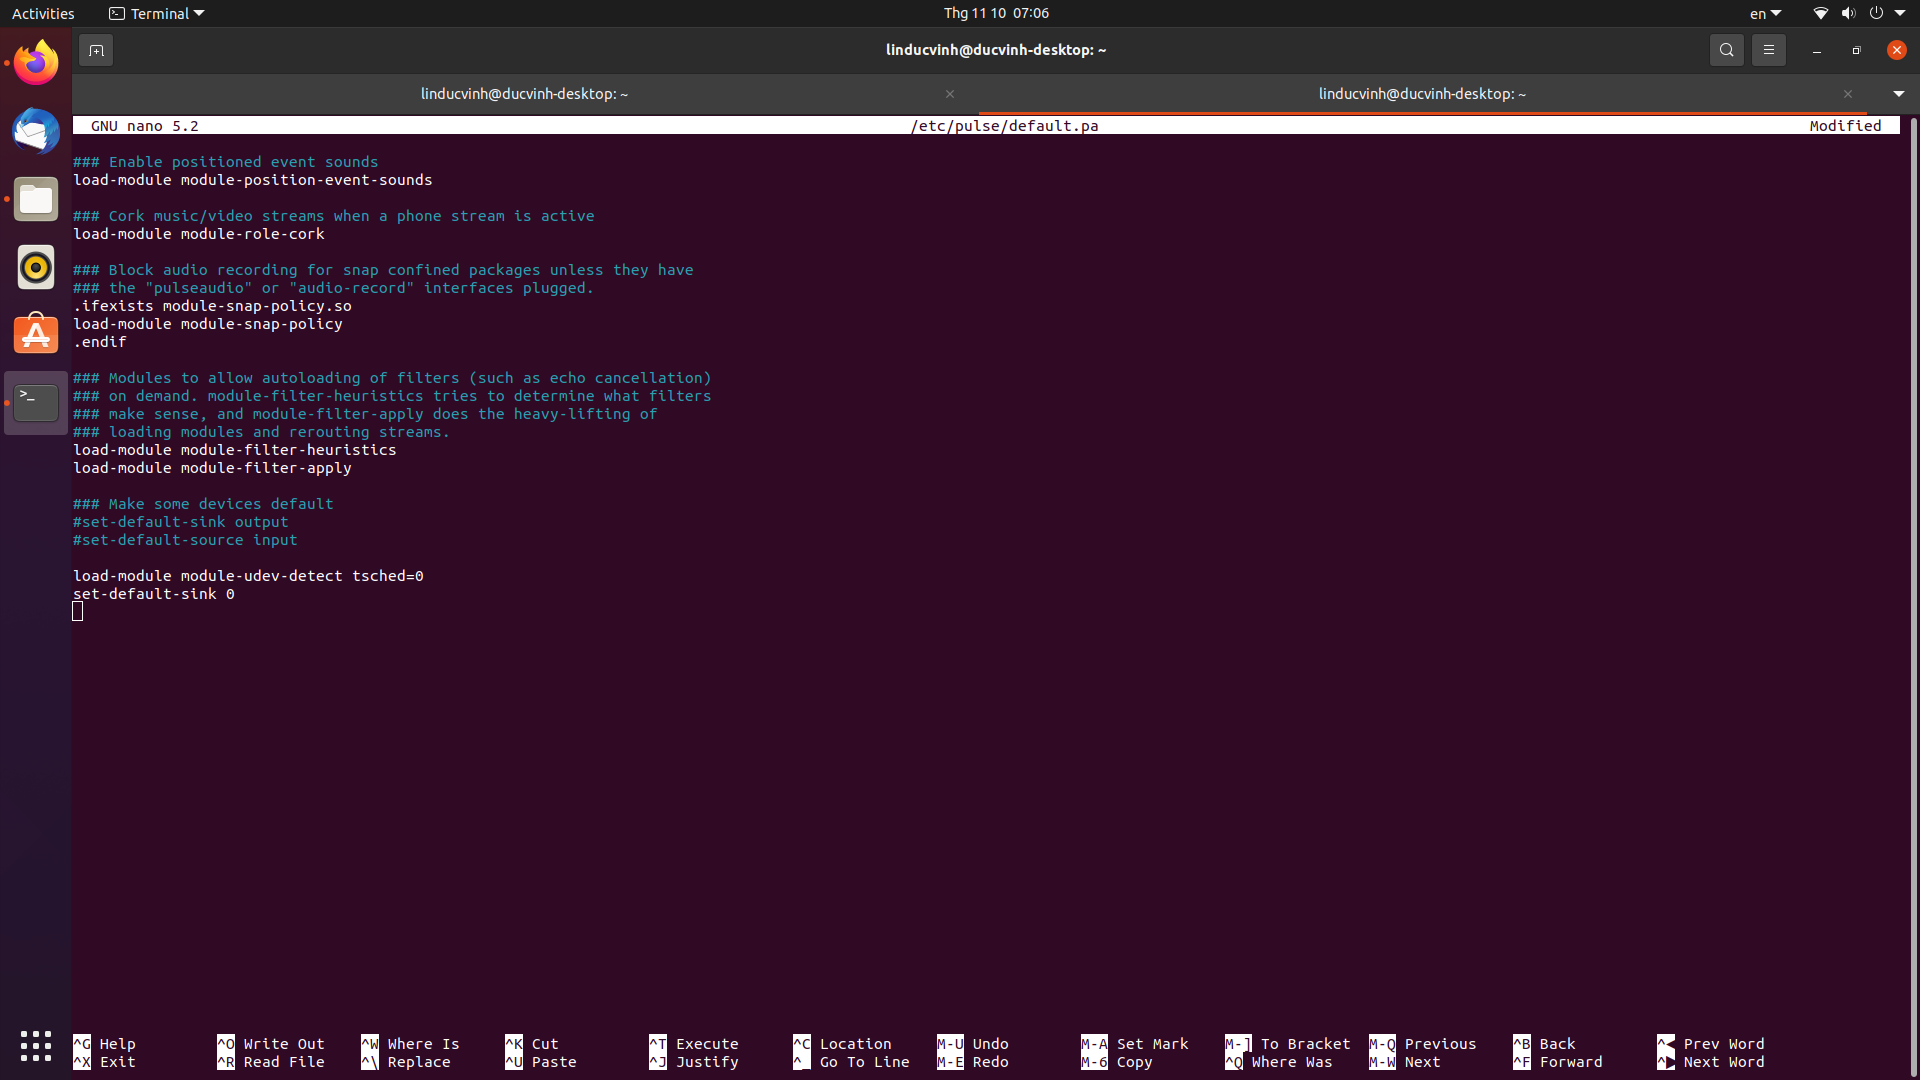 Activities Terminal Thg 11 10 07:06 en
linducvinh@ducvinh-desktop: ~
linducvinh@ducvinh-desktop: ~ linducvinh@ducvinh-desktop: ~
GNU nano 5.2 /etc/pulse/default.pa Modified
### Enable positioned event sounds
load-module module-position-event-sounds
### Cork music/video streams when a phone stream is active
load-module module-role-cork
### Block audio recording for snap confined packages unless they have
### the "pulseaudio" or "audio-record" interfaces plugged.
.ifexists module-snap-policy.so
load-module module-snap-policy
.endif
### Modules to allow autoloading of filters (such as echo cancellation)
### on demand. module-filter-heuristics tries to determine what filters
### make sense, and module-filter-apply does the heavy-lifting of
### loading modules and rerouting streams.
load-module module-filter-heuristics
load-module module-filter-apply
### Make some devices default
#set-default-sink output
#set-default-source input
load-module module-udev-detect tsched=0
set-default-sink 0
^G Help ^O Write Out ^W Where Is ^K Cut ^T Execute ^C Location M-U Undo M-A Set Mark M-] To Bracket M-Q Previous ^B Back ^◀ Prev Word
^X Exit ^R Read File ^\ Replace ^U Paste ^J Justify ^_ Go To Line M-E Redo M-6 Copy ^Q Where Was M-W Next ^F Forward ^▶ Next Word